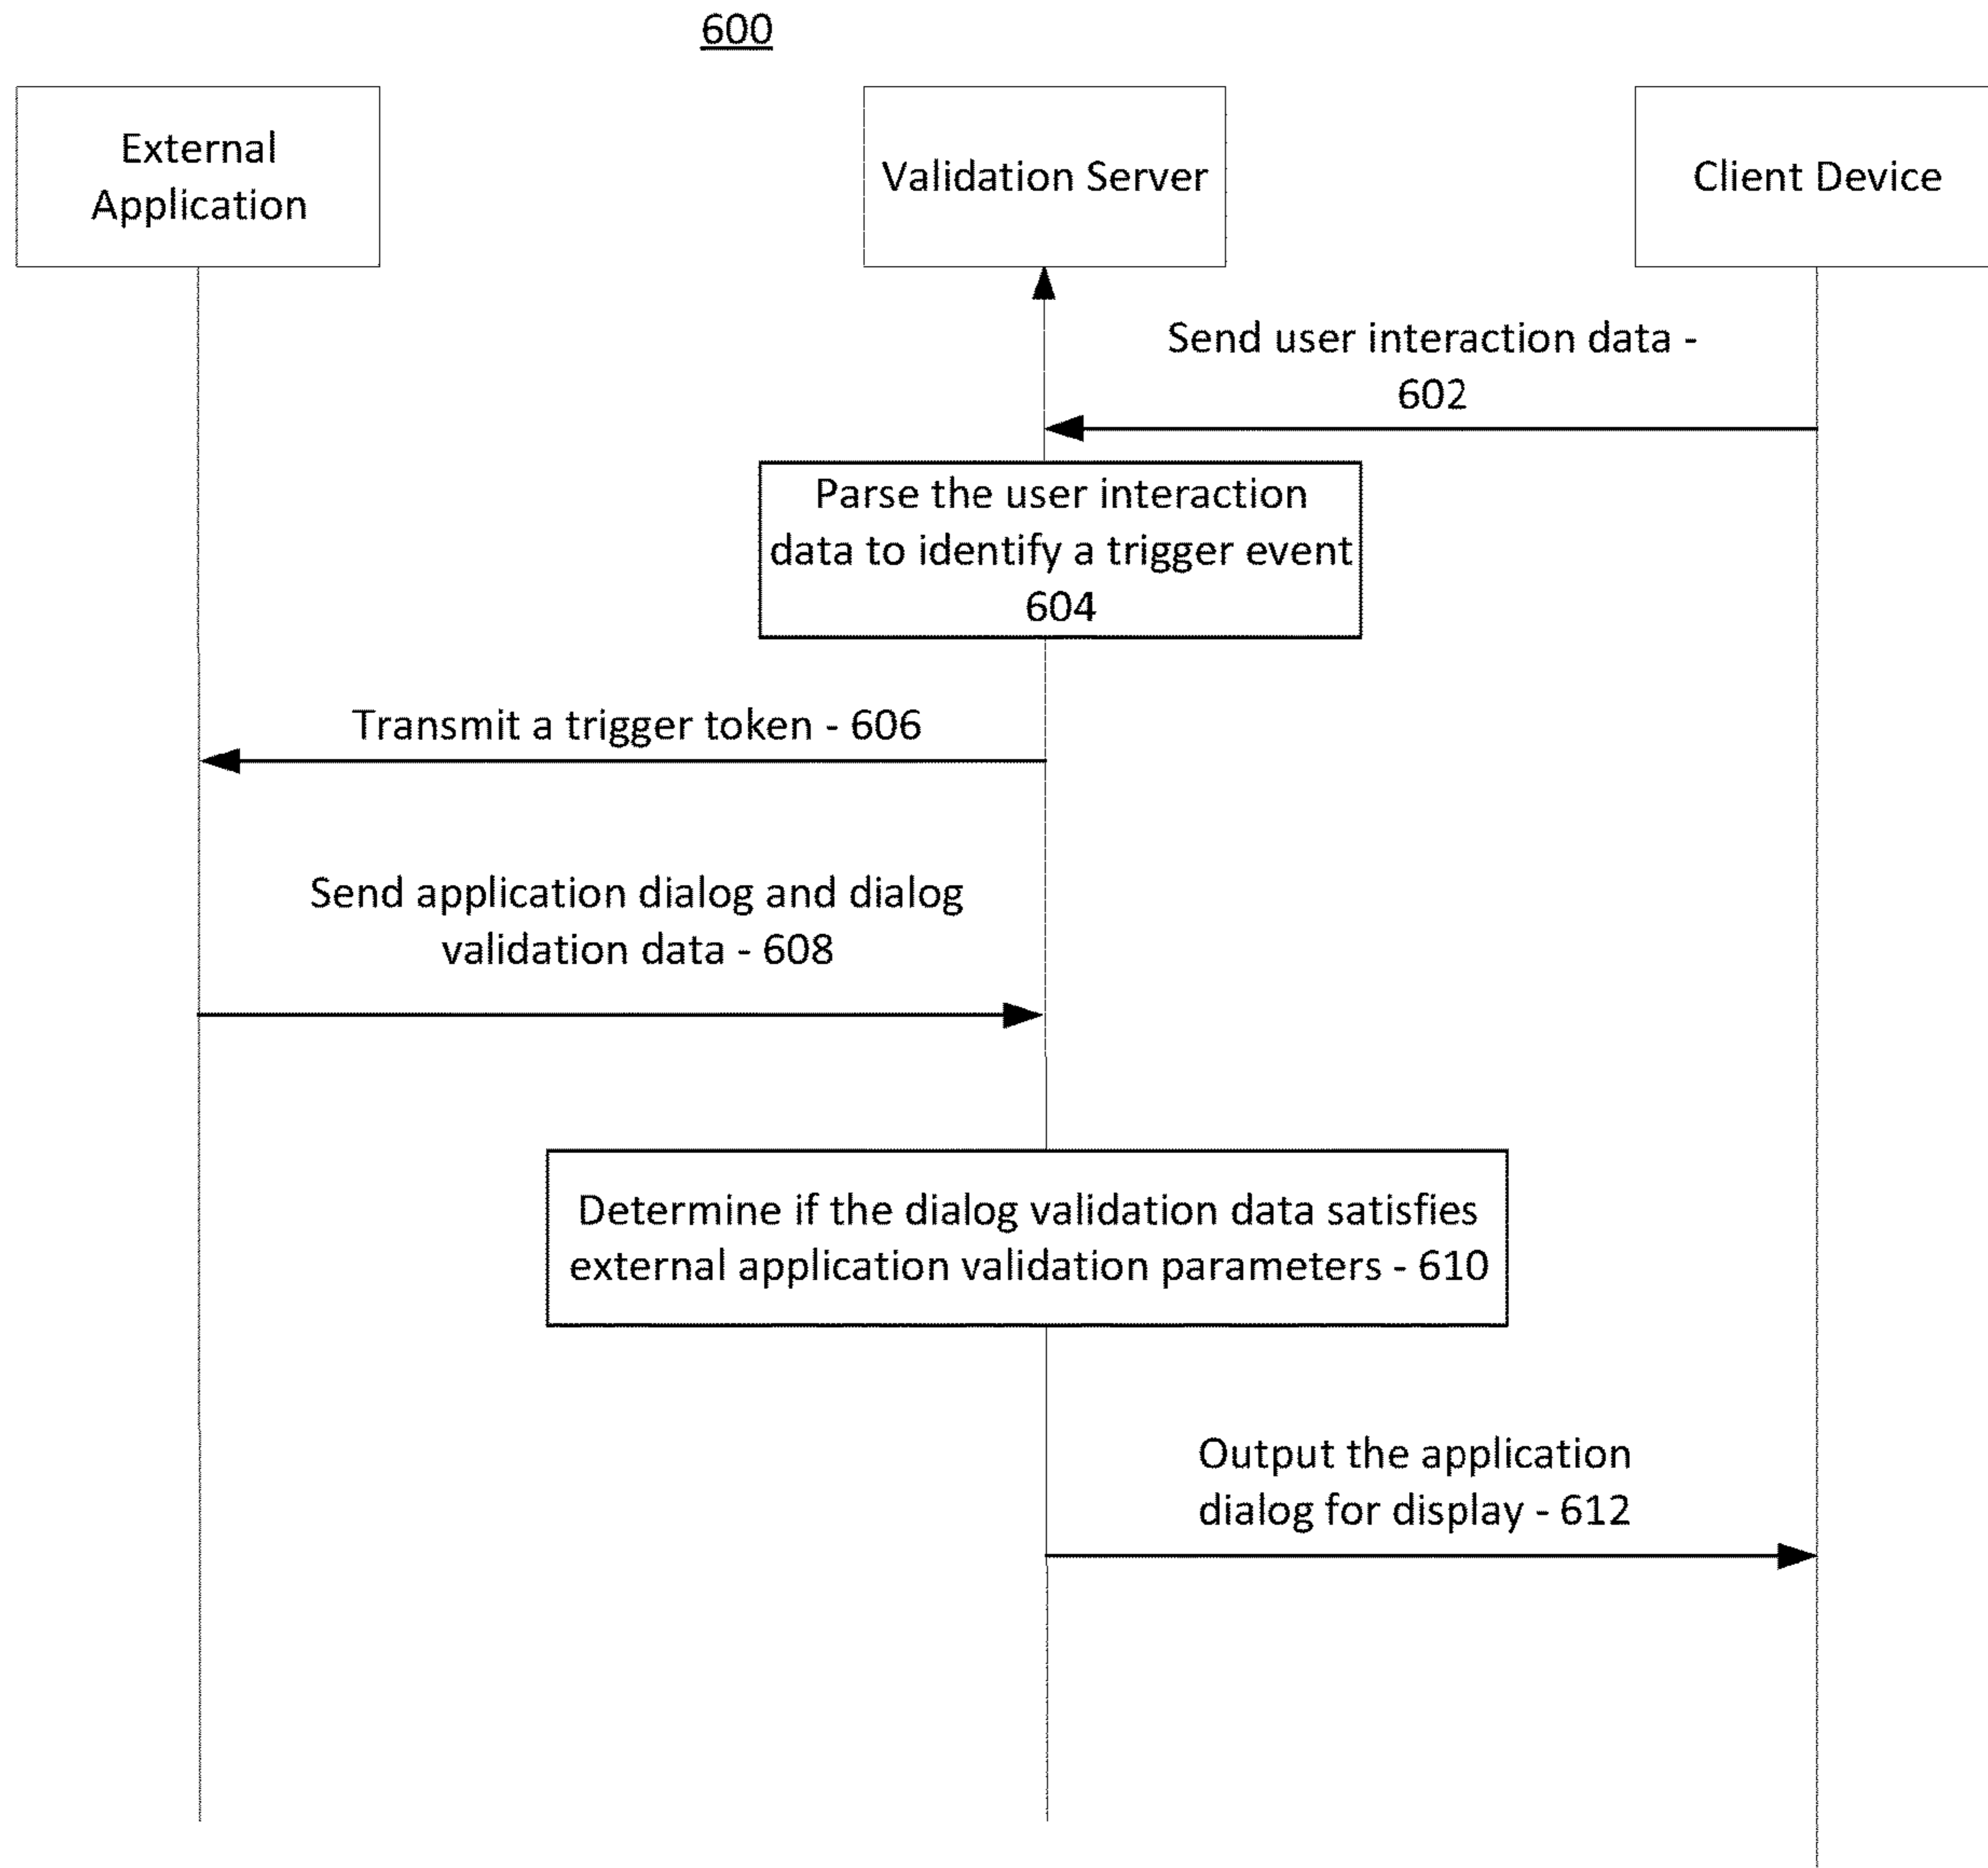 600
External
Application
Validation Server
Client Device
Send user interaction data -
602
Parse the user interaction
data to identify a trigger event
604
Transmit a trigger token - 606
Send application dialog and dialog
validation data - 608
Determine if the dialog validation data satisfies
external application validation parameters - 610
Output the application
dialog for display - 612